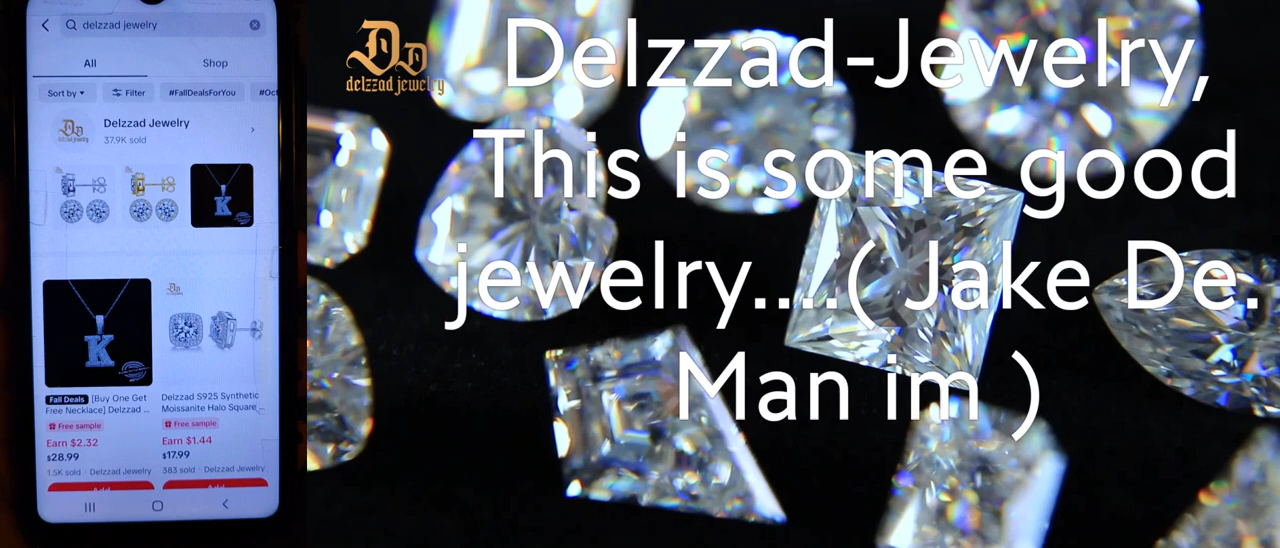 delzzad jewelry
All
Shop
Sort by
Filter
#FallDealsForYou
#Oct
Delzzad Jewelry
37.9K sold
K
K
Fall Deals [Buy One Get
Free Necklace] Delzzad ...
Free sample
Earn $2.32
$28.99
1.5K sold Delzzad Jewelry
Delzzad S925 Synthetic
Moissanite Halo Square ...
Free sample
Earn $1.44
$17.99
383 sold Delzzad Jewelry
Dd
delzzad jewelry
Delzzad-Jewelry,
This is some good
jewelry....( Jake De.
Man im )